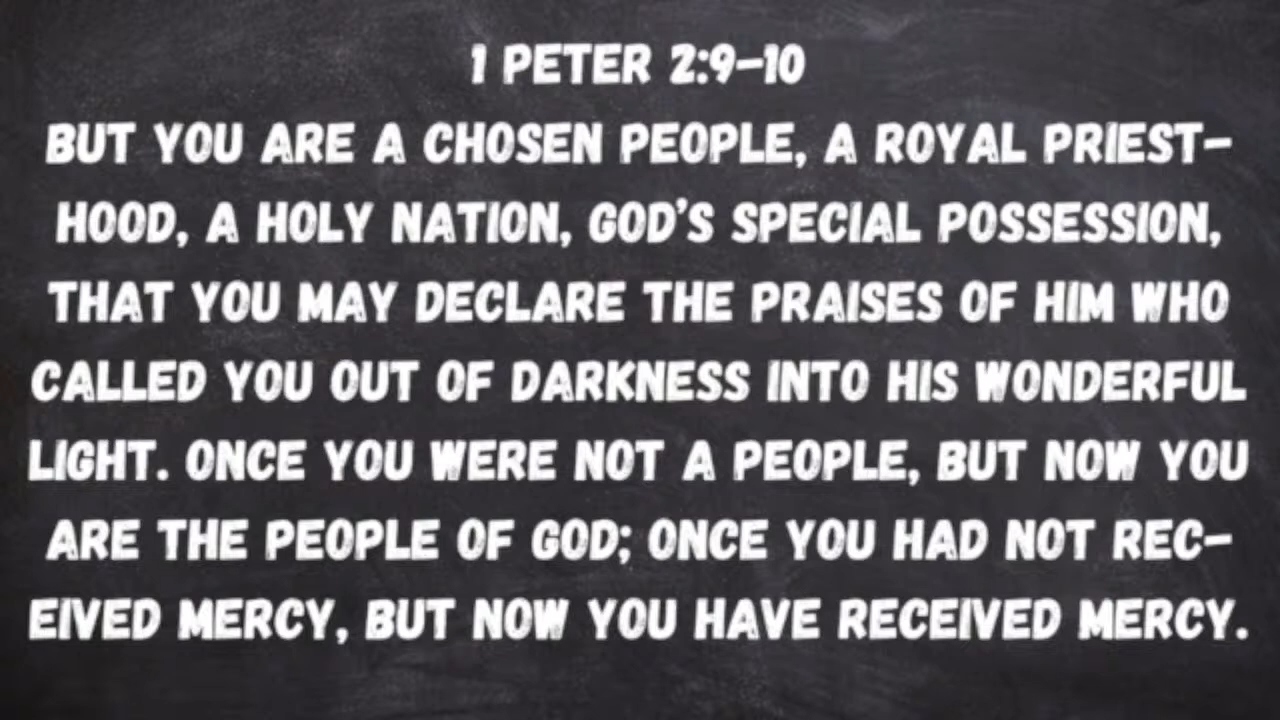 1 PETER 2:9-10
BUT YOU ARE A CHOSEN PEOPLE, A ROYAL PRIEST-
HOOD, A HOLY NATION, GOD'S SPECIAL POSSESSION,
THAT YOU MAY DECLARE THE PRAISES OF HIM WHO
CALLED YOU OUT OF DARKNESS INTO HIS WONDERFUL
LIGHT. ONCE YOU WERE NOT A PEOPLE, BUT NOW YOU
ARE THE PEOPLE OF GOD; ONCE YOU HAD NOT REC-
EIVED MERCY, BUT NOW YOU HAVE RECEIVED MERCY.